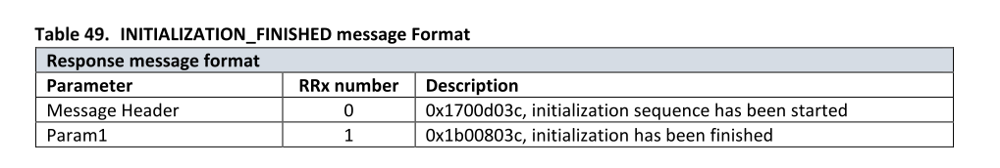 Table 49. INITIALIZATION_FINISHED message Format
Response message format
Parameter RRx number Description
Message Header 0 0x1700d03c, initialization sequence has been started
Param1 1 0x1b00803c, initialization has been finished